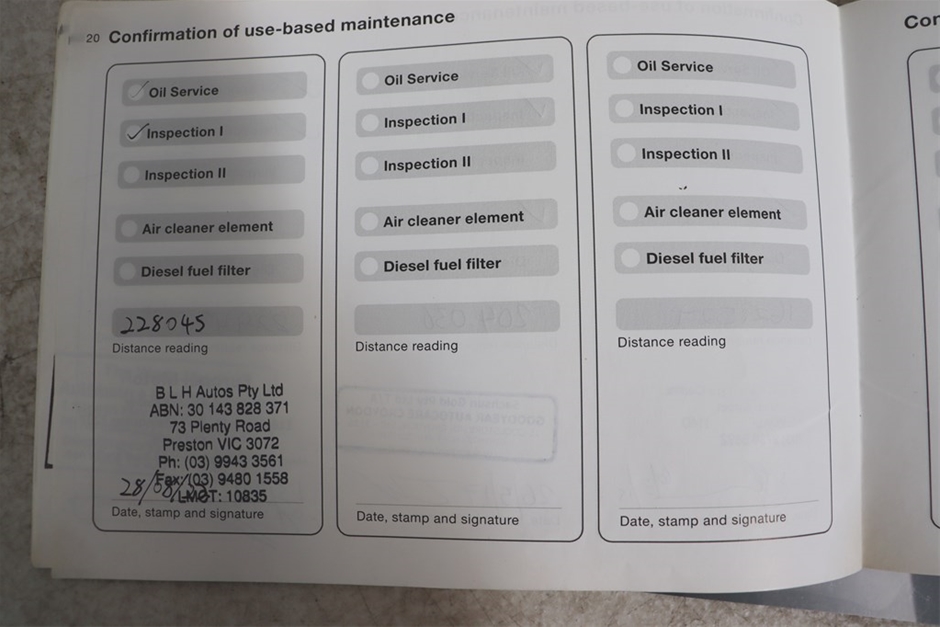 20 Confirmation of use-based maintenance
Oil Service
Inspection I
Inspection II
Air cleaner element
Diesel fuel filter
228045
Distance reading
B L H Autos Pty Ltd
ABN: 30 143 828 371
73 Plenty Road
Preston VIC 3072
Ph: (03) 9943 3561
Fax: (03) 9480 1558
LMCT: 10835
28/08/
Date, stamp and signature
Oil Service
Inspection I
Inspection II
Air cleaner element
Diesel fuel filter
Distance reading
Date, stamp and signature
Oil Service
Inspection I
Inspection II
Air cleaner element
Diesel fuel filter
Distance reading
Date, stamp and signature
Cor